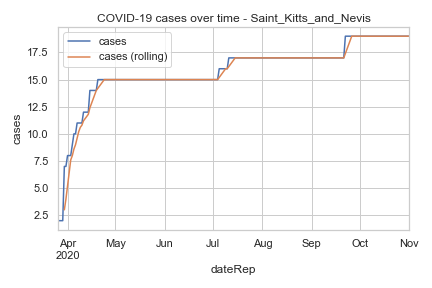 COVID-19 cases over time - Saint_Kitts_and_Nevis
cases
cases (rolling)
17.5
15.0
12.5
10.0
7.5
5.0
2.5
cases
Apr May Jun Jul Aug Sep Oct Nov
2020
dateRep